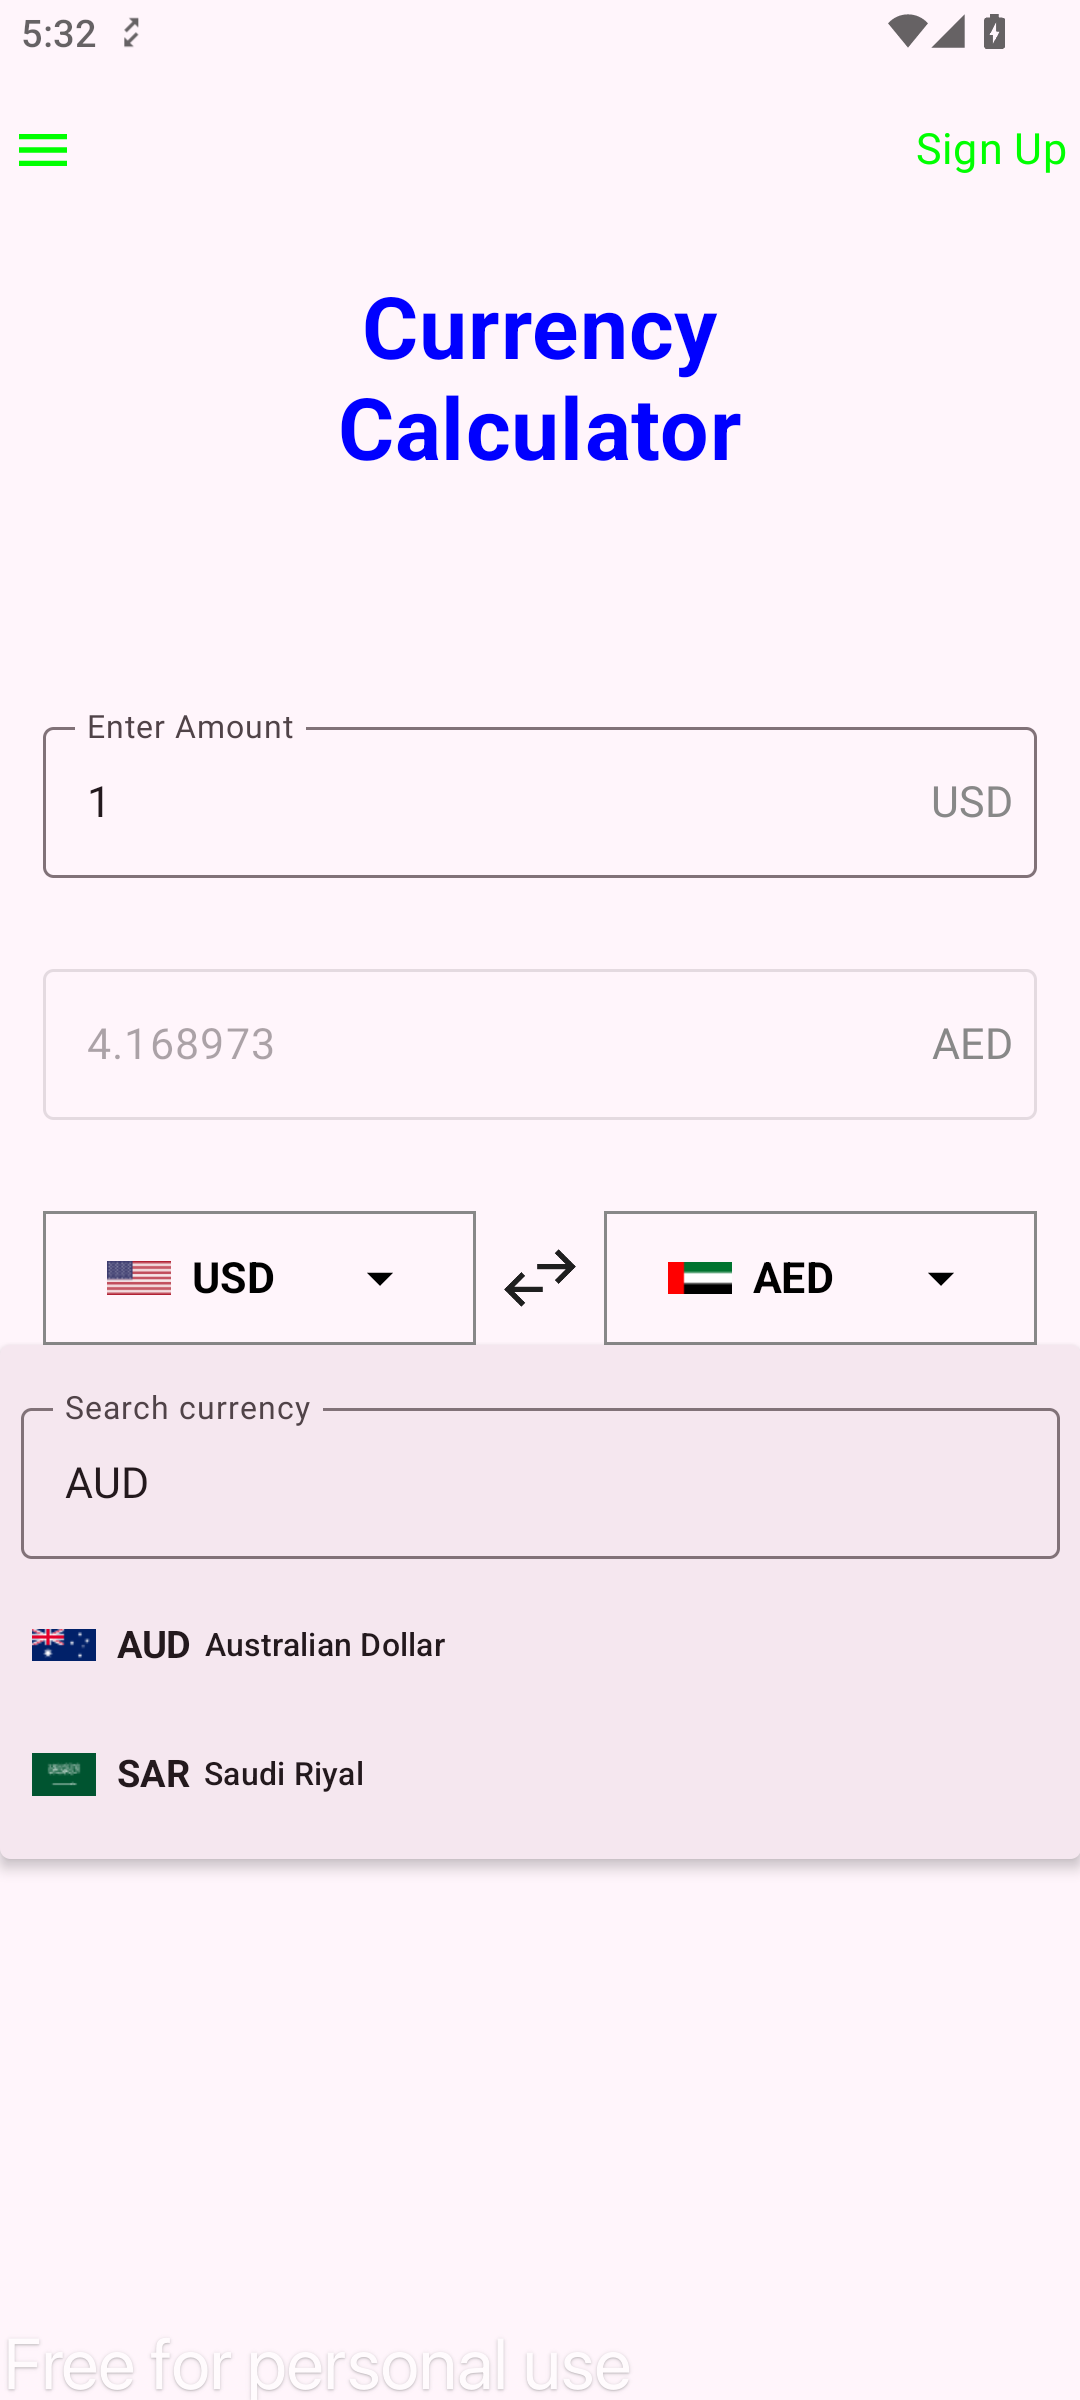 5:32
Sign Up
Currency
Calculator
Enter Amount
1 USD
4.168973 AED
USD AED
Search currency
AUD
AUD Australian Dollar
SAR Saudi Riyal
Free for personal use